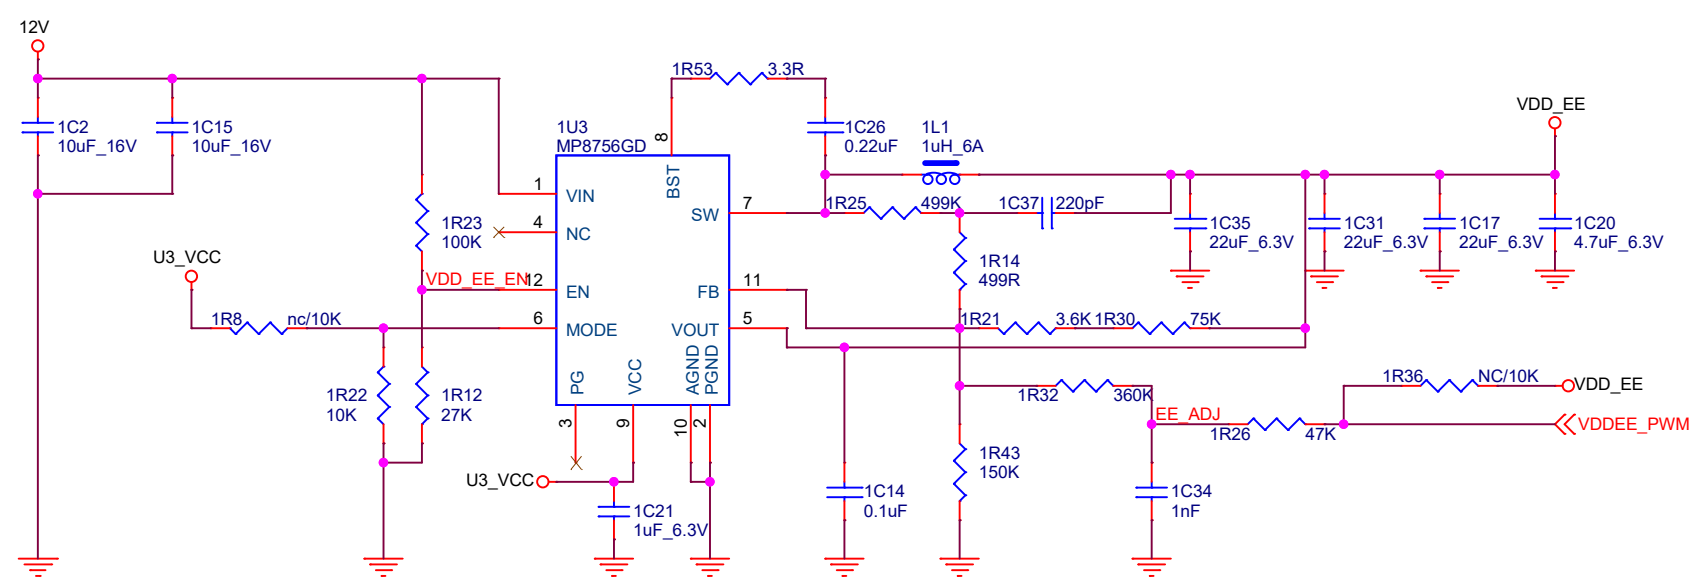 12V
1C2
10uF_16V
1C15
10uF_16V
1R53
3.3R
1C26
0.22uF
1L1
1uH_6A
VDD_EE
1U3
MP8756GD
8
BST
1
VIN
4
NC
12
EN
6
MODE
7
SW
11
FB
5
VOUT
PG
VCC
AGND
PGND
3
9
10
2
1R23
100K
VDD_EE_EN
U3_VCC
1R8
nc/10K
1R22
10K
1R12
27K
1R25
499K
1C37
220pF
1R14
499R
1C35
22uF_6.3V
1C31
22uF_6.3V
1C17
22uF_6.3V
1C20
4.7uF_6.3V
1R21
3.6K
1R30
75K
1R32
360K
1R36
NC/10K
VDD_EE
EE_ADJ
1R26
47K
VDDEE_PWM
1R43
150K
U3_VCC
1C21
1uF_6.3V
1C14
0.1uF
1C34
1nF